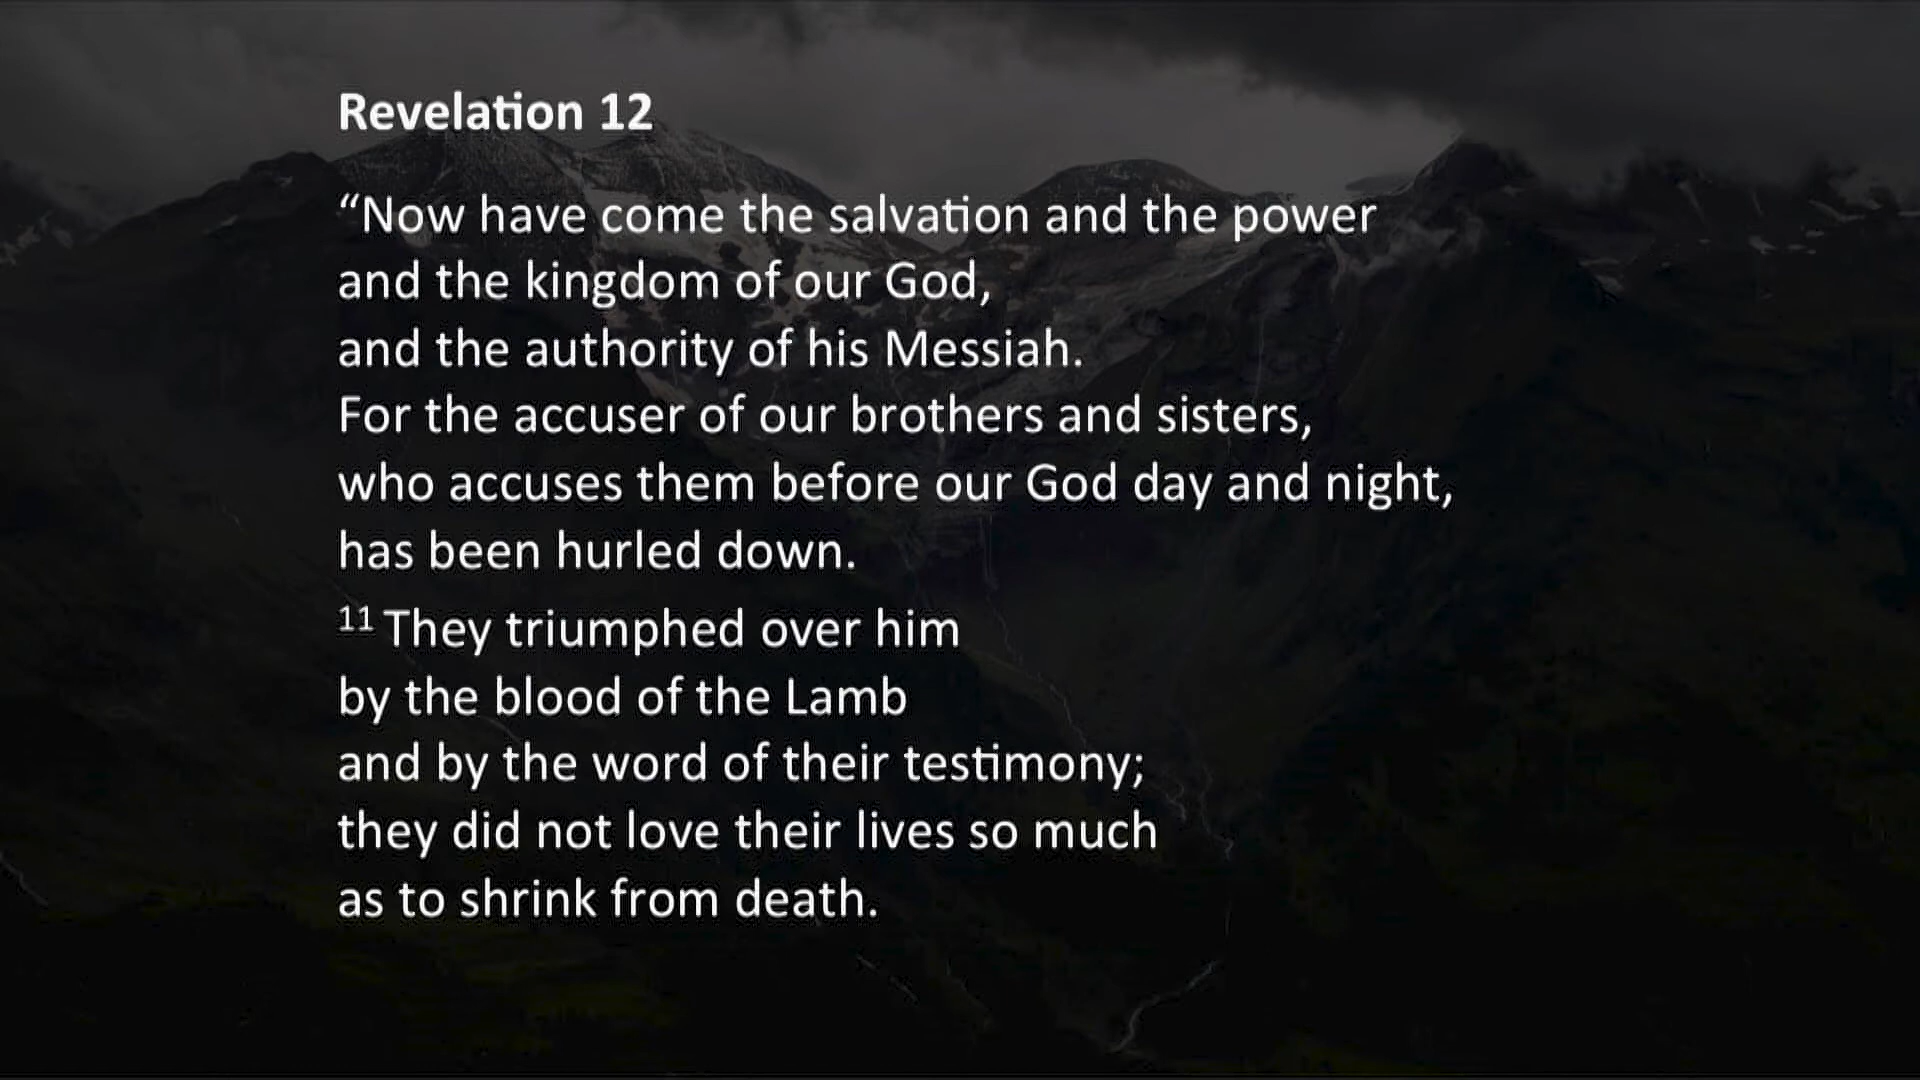 Revelation 12
“Now have come the salvation and the power
and the kingdom of our God,
and the authority of his Messiah.
For the accuser of our brothers and sisters,
who accuses them before our God day and night,
has been hurled down.
11 They triumphed over him
by the blood of the Lamb
and by the word of their testimony;
they did not love their lives so much
as to shrink from death.